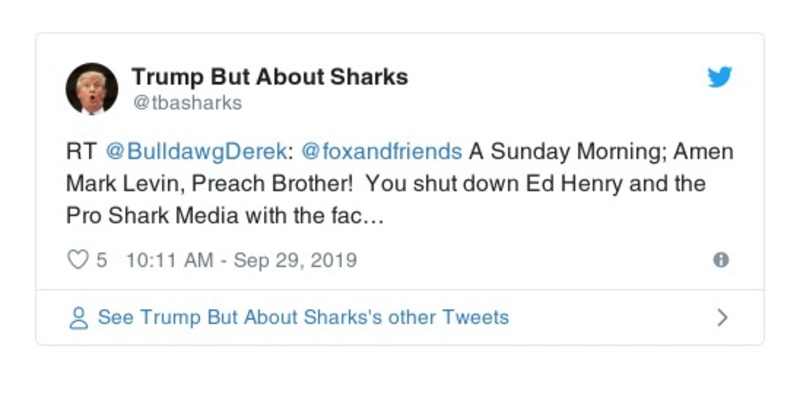 Trump But About Sharks
@tbasharks
RT @BulldawgDerek: @foxandfriends A Sunday Morning; Amen
Mark Levin, Preach Brother!  You shut down Ed Henry and the
Pro Shark Media with the fac…
5 10:11 AM - Sep 29, 2019
See Trump But About Sharks's other Tweets